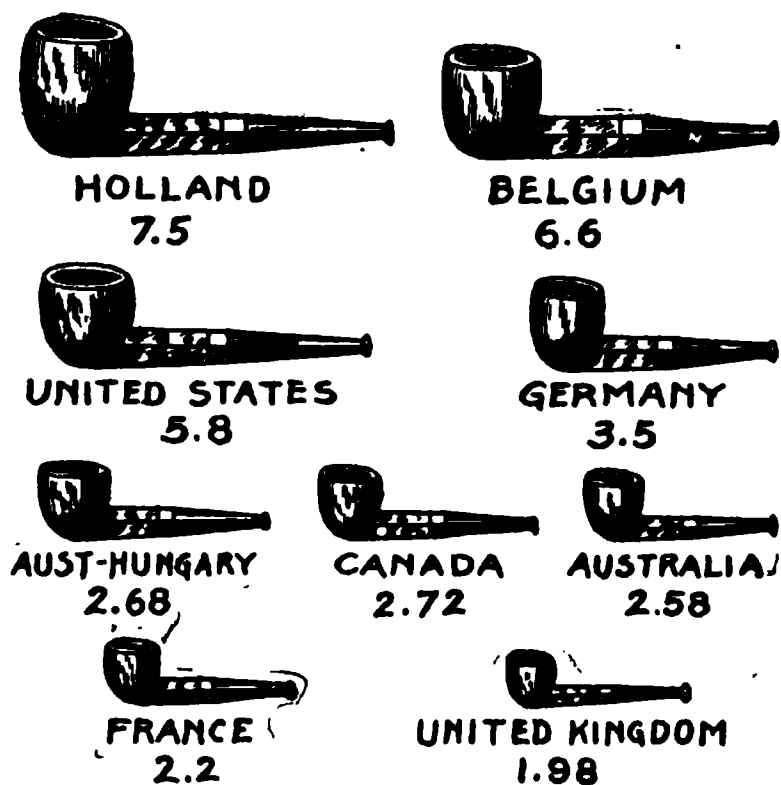 HOLLAND
7.5
BELGIUM
6.6
UNITED STATES
5.8
GERMANY
3.5
AUST-HUNGARY
2.68
CANADA
2.72
AUSTRALIA
2.58
FRANCE
2.2
UNITED KINGDOM
1.98